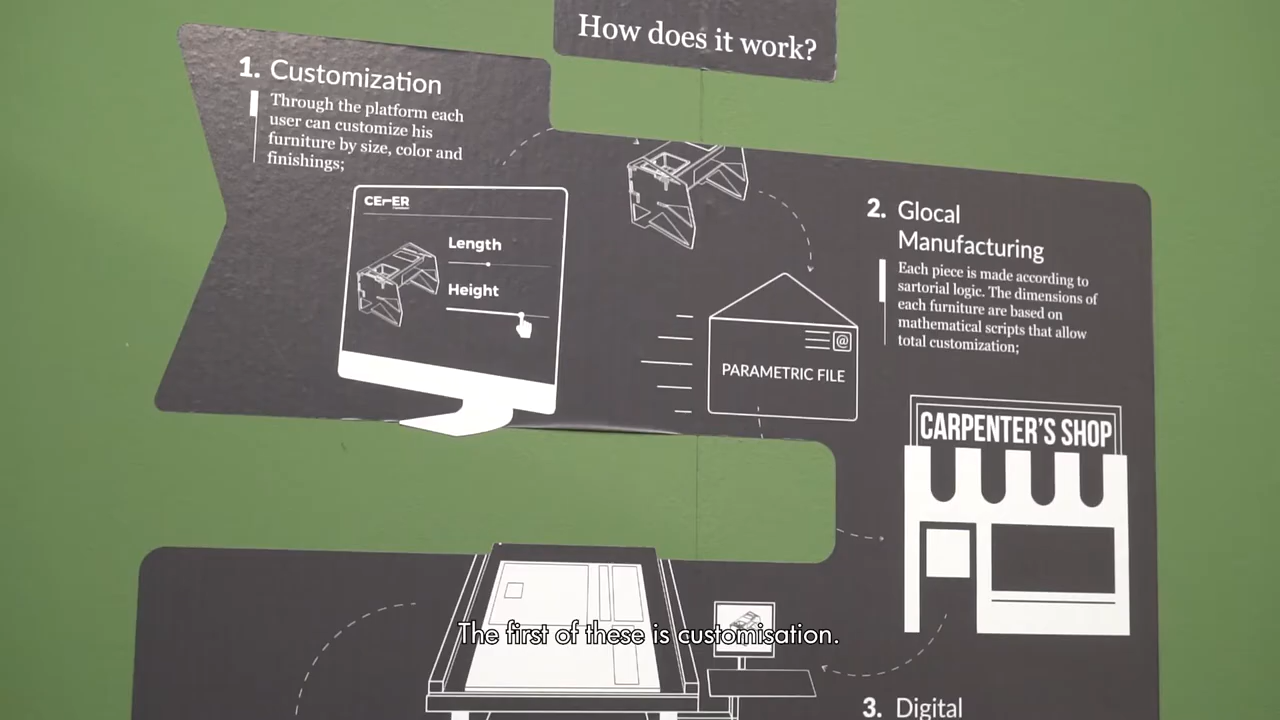 How does it work?
1. Customization
Through the platform each
user can customize his
furniture by size, color and
finishings;
Length
Height
PARAMETRIC FILE
@
2. Glocal
Manufacturing
Each piece is made according to
sartorial logic. The dimensions of
each furniture are based on
mathematical scripts that allow
total customization;
CARPENTER'S SHOP
The first of these is customisation.
3. Digital